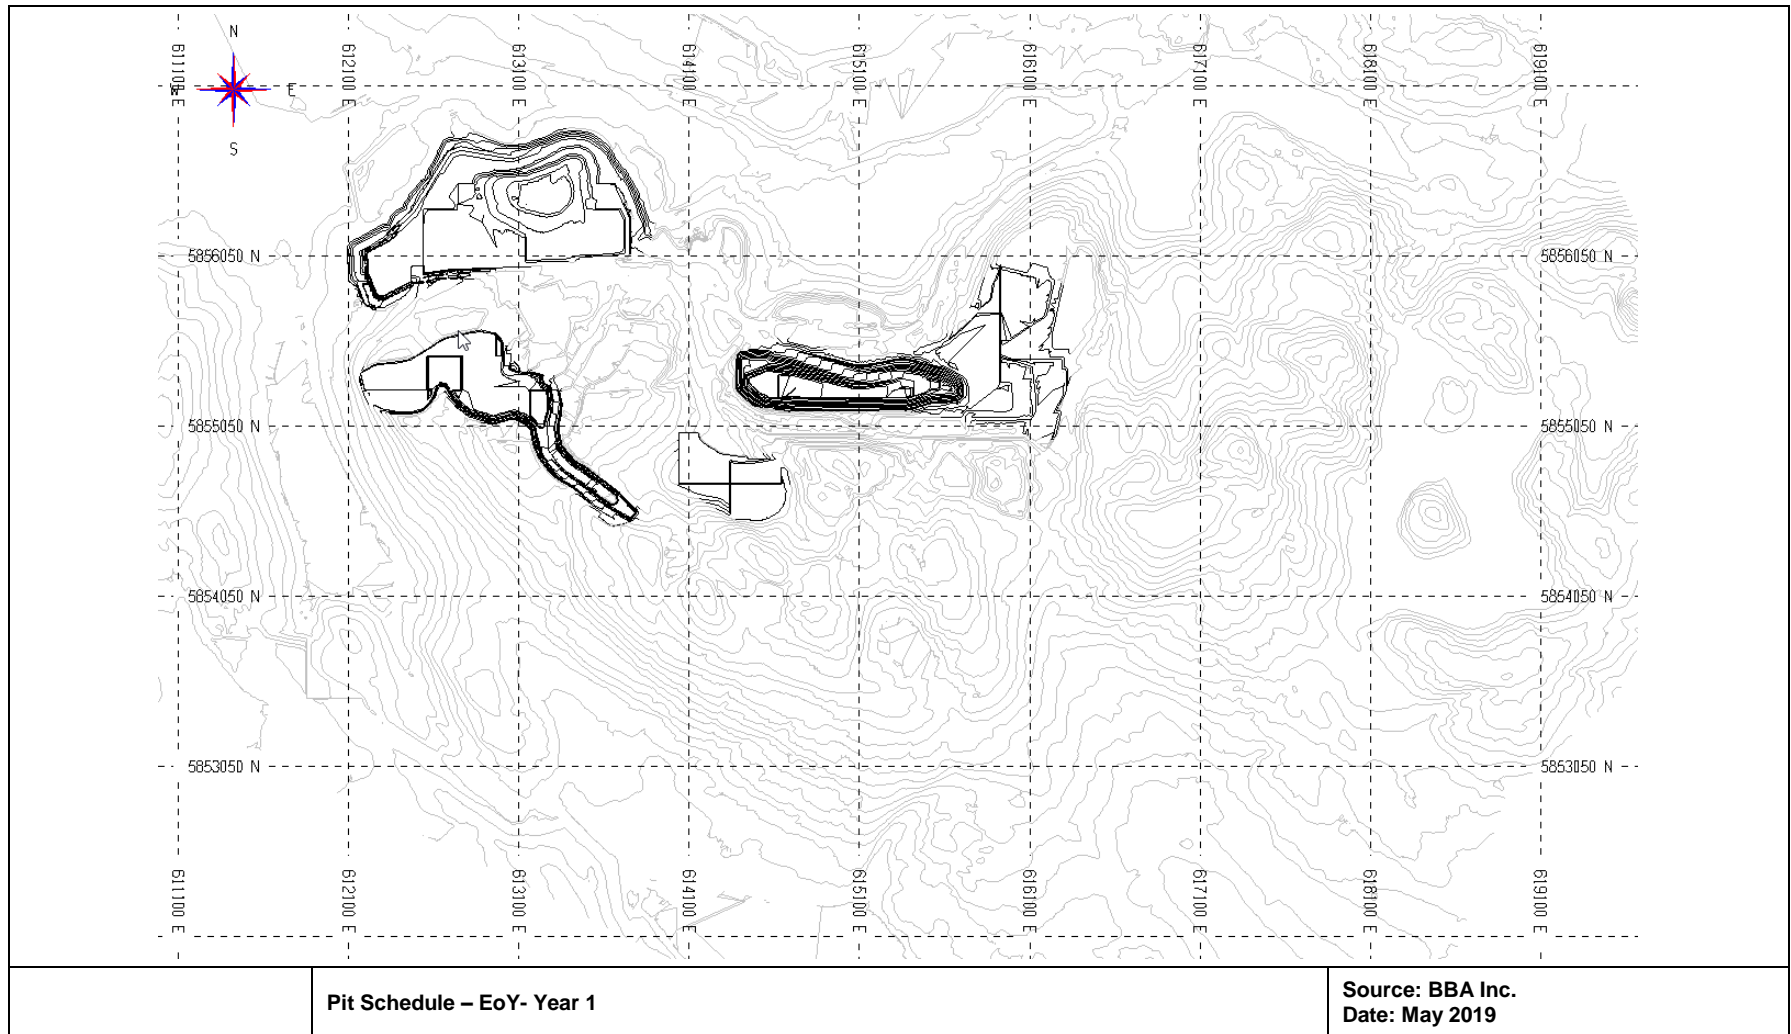 N
611100 E
612100 E
613100 E
614100 E
615100 E
616100 E
617100 E
618100 E
619100 E
W
E
S
5856050 N
5856050 N
5855050 N
5855050 N
5854050 N
5854050 N
5853050 N
5853050 N
611100 E
612100 E
613100 E
614100 E
615100 E
616100 E
617100 E
618100 E
619100 E
Pit Schedule – EoY- Year 1
Source: BBA Inc.
Date: May 2019